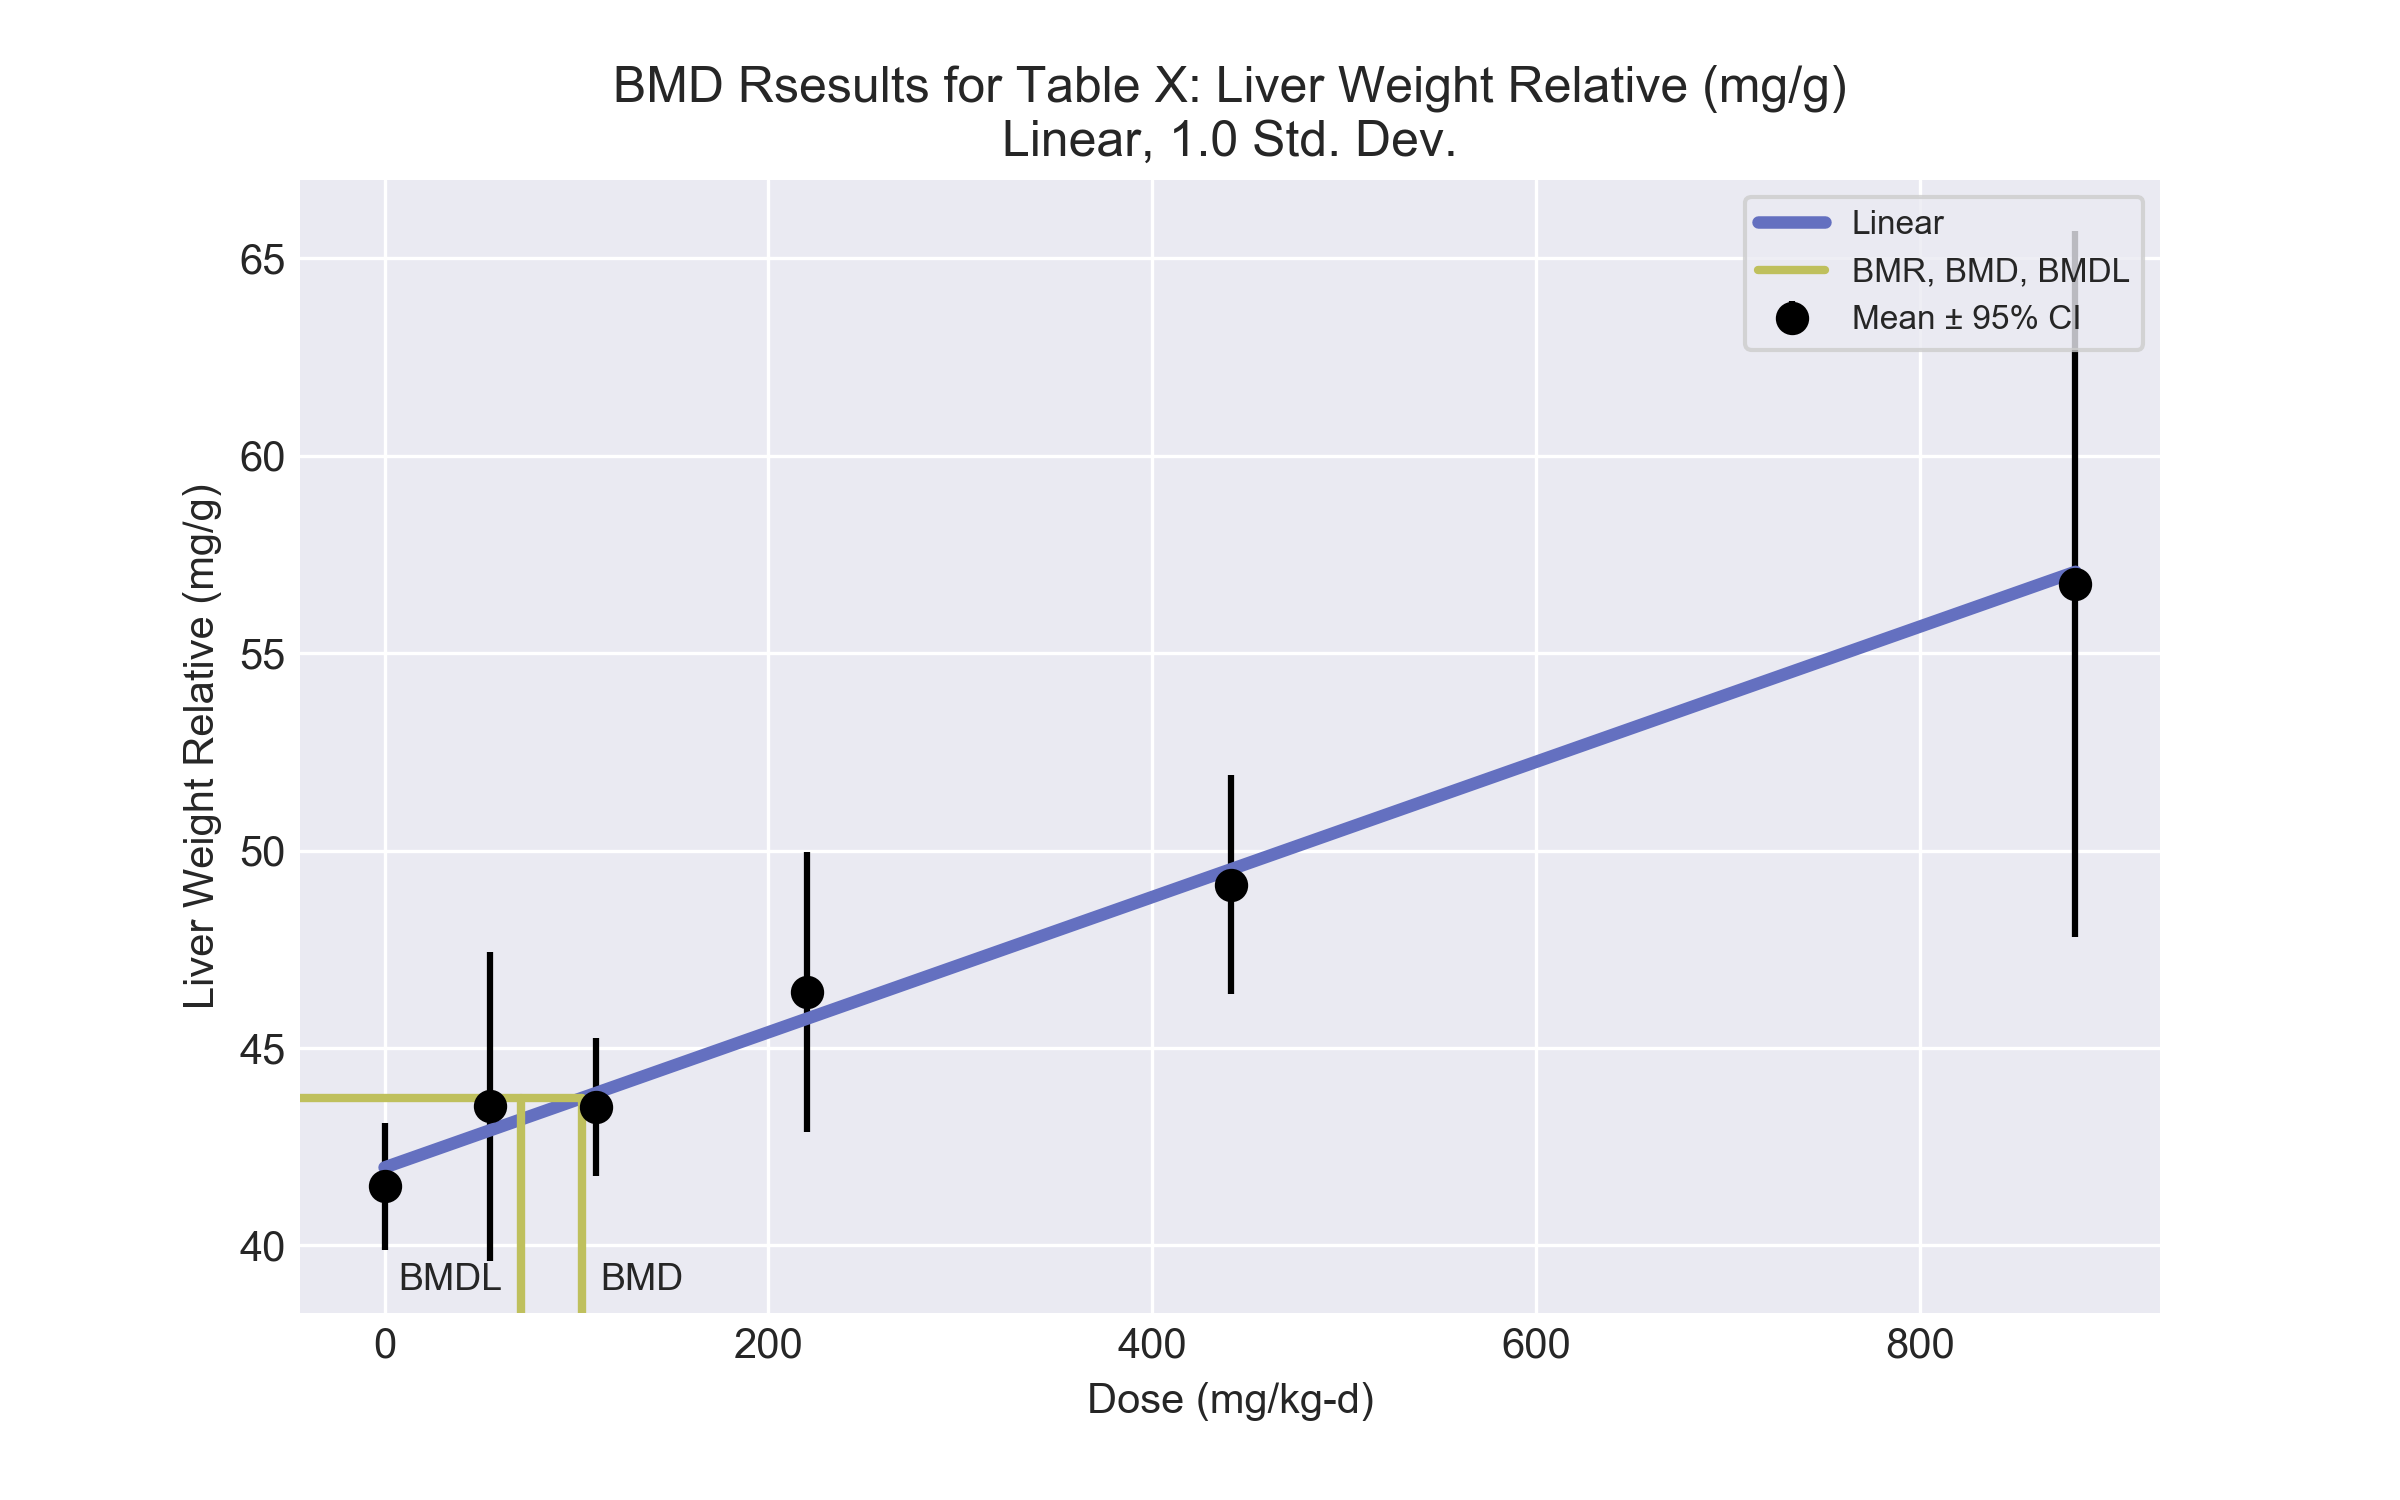 BMD Rsesults for Table X: Liver Weight Relative (mg/g)
Linear, 1.0 Std. Dev.
Linear
BMR, BMD, BMDL
Mean ± 95% CI
Liver Weight Relative (mg/g)
65
60
55
50
45
40
BMDL
BMD
0
200
400
600
800
Dose (mg/kg-d)